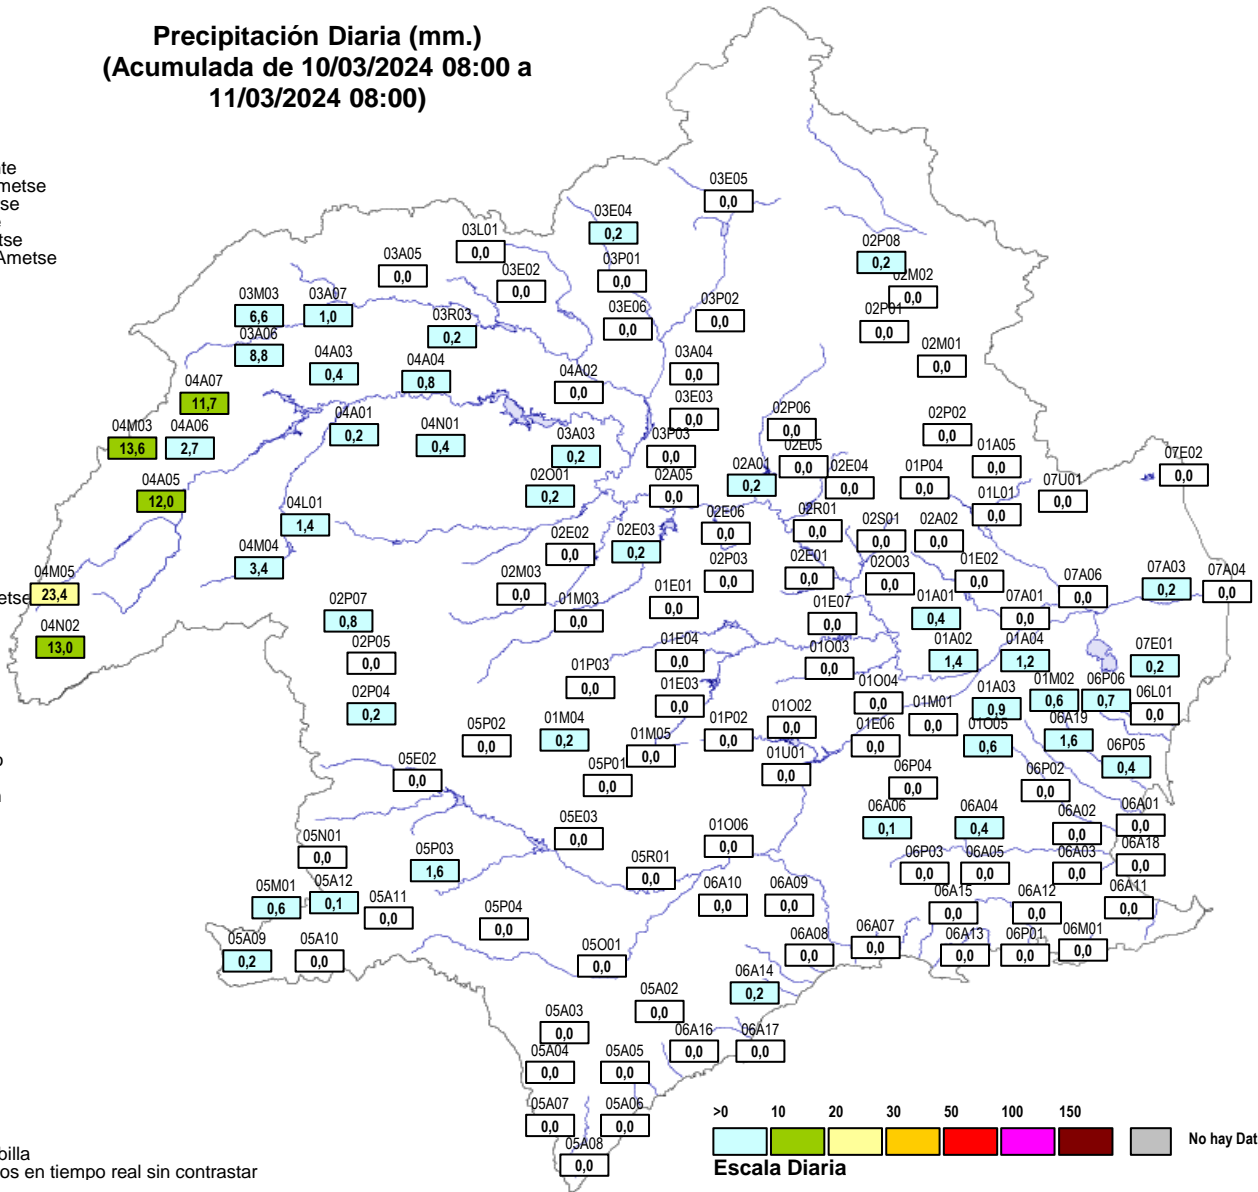 Precipitación Diaria (mm.)
(Acumulada de 10/03/2024 08:00 a
11/03/2024 08:00)
nte
metse
tse
e
tse
Ametse
03E05
0,0
03E04
0,2
03L01
0,0
03A05
0,0
03E02
0,0
03P01
0,0
02P08
0,2
02M02
0,0
03M03
6,6
03A07
1,0
03R03
0,2
03E06
0,0
03P02
0,0
02P01
0,0
03A06
8,8
04A03
0,4
04A04
0,8
04A02
0,0
03A04
0,0
02M01
0,0
04A07
11,7
03E03
0,0
04M03
13,6
04A06
2,7
04A01
0,2
04N01
0,4
03A03
0,2
03P03
0,0
02P06
0,0
02P02
0,0
02E05
0,0
01A05
0,0
07E02
0,0
04A05
12,0
02O01
0,2
02A05
0,0
02A01
0,2
02E04
0,0
01P04
0,0
07U01
0,0
01L01
0,0
04L01
1,4
02E06
0,0
02R01
0,0
02S01
0,0
02A02
0,0
04M04
3,4
02E02
0,0
02E03
0,2
02P03
0,0
02E01
0,0
02O03
0,0
01E02
0,0
04M05
23,4
etse
02M03
0,0
01M03
0,0
01E01
0,0
07A06
0,0
07A03
0,2
07A04
0,0
02P07
0,8
01E07
0,0
01A01
0,4
07A01
0,0
04N02
13,0
02P05
0,0
01E04
0,0
01O03
0,0
01A02
1,4
01A04
1,2
07E01
0,2
01P03
0,0
01E03
0,0
01O04
0,0
01A03
0,9
01M02
0,6
06P06
0,7
06L01
0,0
02P04
0,2
01O02
0,0
01M01
0,0
05P02
0,0
01M04
0,2
01M05
0,0
01P02
0,0
01E06
0,0
01O05
0,6
06A19
1,6
06P05
0,4
05E02
0,0
05P01
0,0
01U01
0,0
06P04
0,0
06P02
0,0
05E03
0,0
01O06
0,0
06A06
0,1
06A04
0,4
06A02
0,0
06A01
0,0
05N01
0,0
05P03
1,6
05R01
0,0
06P03
0,0
06A05
0,0
06A03
0,0
06A18
0,0
05M01
0,6
05A12
0,1
05A11
0,0
06A10
0,0
06A09
0,0
06A15
0,0
06A12
0,0
06A11
0,0
05P04
0,0
05A09
0,2
05A10
0,0
05O01
0,0
06A08
0,0
06A07
0,0
06A13
0,0
06P01
0,0
06M01
0,0
06A14
0,2
05A02
0,0
05A03
0,0
06A16
0,0
06A17
0,0
05A04
0,0
05A05
0,0
05A07
0,0
05A06
0,0
05A08
0,0
>0 10 20 30 50 100 150
No hay Dat
Escala Diaria
billa
os en tiempo real sin contrastar